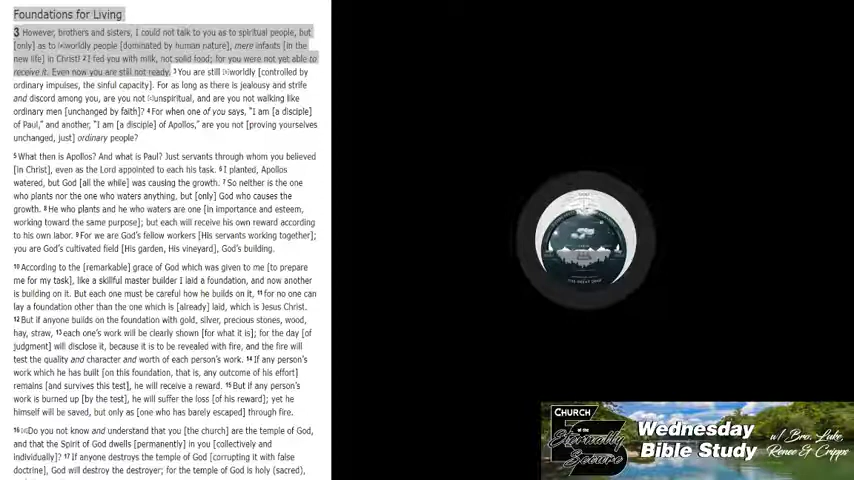 Foundations for Living
3 However, brothers and sisters, I could not talk to you as to spiritual people, but
[only] as to [a]worldly people [dominated by human nature], mere infants [in the
new life] in Christ! 2 I fed you with milk, not solid food; for you were not yet able to
receive it. Even now you are still not ready. 3 You are still [b]worldly [controlled by
ordinary impulses, the sinful capacity]. For as long as there is jealousy and strife
and discord among you, are you not [c]unspiritual, and are you not walking like
ordinary men [unchanged by faith]? 4 For when one of you says, "I am [a disciple]
of Paul," and another, "I am [a disciple] of Apollos," are you not [proving yourselves
unchanged, just] ordinary people?
5 What then is Apollos? And what is Paul? Just servants through whom you believed
[in Christ], even as the Lord appointed to each his task. 6 I planted, Apollos
watered, but God [all the while] was causing the growth. 7 So neither is the one
who plants nor the one who waters anything, but [only] God who causes the
growth. 8 He who plants and he who waters are one [in importance and esteem,
working toward the same purpose]; but each will receive his own reward according
to his own labor. 9 For we are God's fellow workers [His servants working together];
you are God's cultivated field [His garden, His vineyard], God's building.
10 According to the [remarkable] grace of God which was given to me [to prepare
me for my task], like a skillful master builder I laid a foundation, and now another
is building on it. But each one must be careful how he builds on it, 11 for no one can
lay a foundation other than the one which is [already] laid, which is Jesus Christ.
12 But if anyone builds on the foundation with gold, silver, precious stones, wood,
hay, straw, 13 each one's work will be clearly shown [for what it is]; for the day [of
judgment] will disclose it, because it is to be revealed with fire, and the fire will
test the quality and character and worth of each person's work. 14 If any person's
work which he has built [on this foundation, that is, any outcome of his effort]
remains [and survives this test], he will receive a reward. 15 But if any person's
work is burned up [by the test], he will suffer the loss [of his reward]; yet he
himself will be saved, but only as [one who has barely escaped] through fire.
16 Do you not know and understand that you [the church] are the temple of God,
and that the Spirit of God dwells [permanently] in you [collectively and
individually]? 17 If anyone destroys the temple of God [corrupting it with false
doctrine], God will destroy the destroyer; for the temple of God is holy (sacred),
THE GREAT DEEP
CHURCH
of the
Eternally
Secure
Wednesday
Bible Study
w/ Bro. Luke,
Renee & Cripps